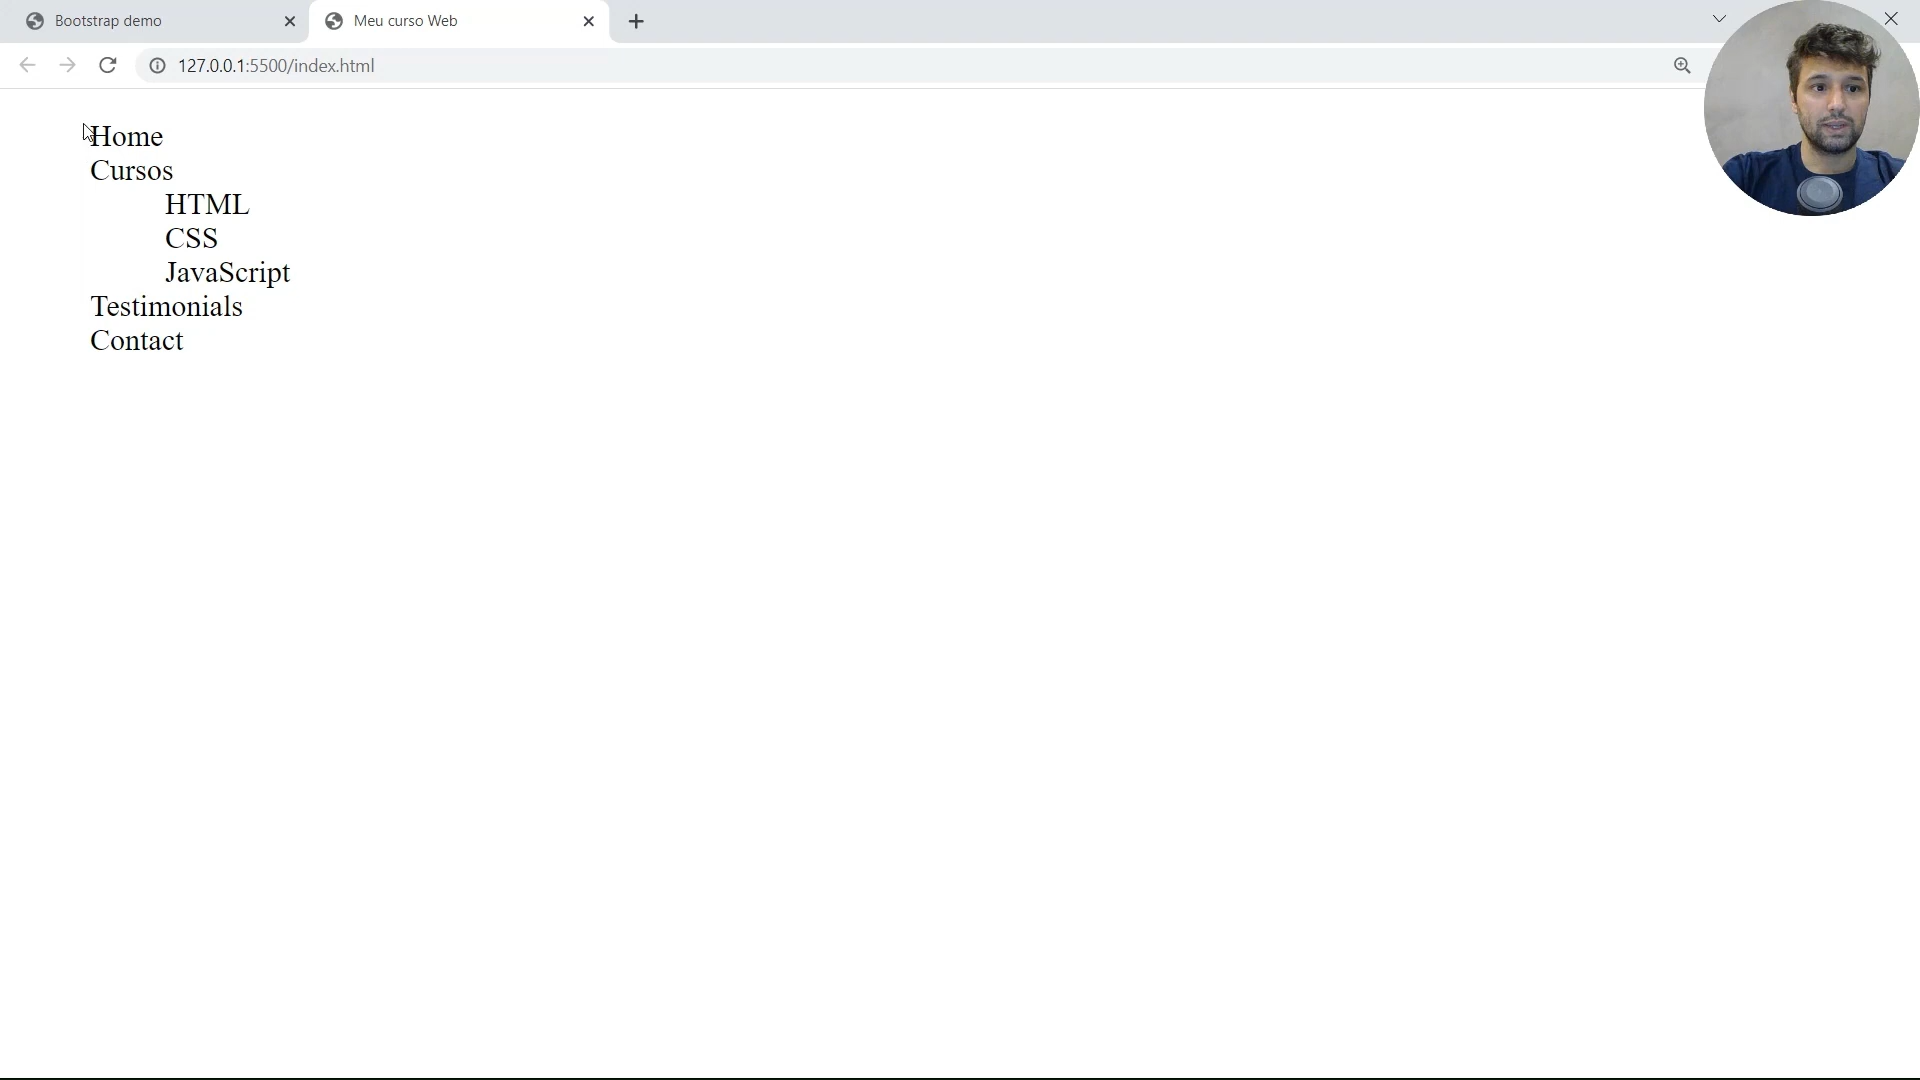 Bootstrap demo
Meu curso Web
127.0.0.1:5500/index.html
Home
Cursos
HTML
CSS
JavaScript
Testimonials
Contact